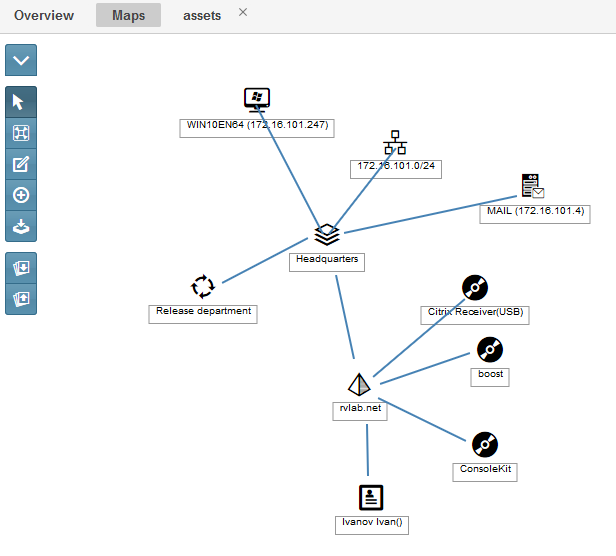 Overview Maps assets ×
WIN10EN64 (172.16.101.247)
172.16.101.0/24
MAIL (172.16.101.4)
Headquarters
Release department
Citrix Receiver(USB)
boost
rvlab.net
ConsoleKit
Ivanov Ivan()